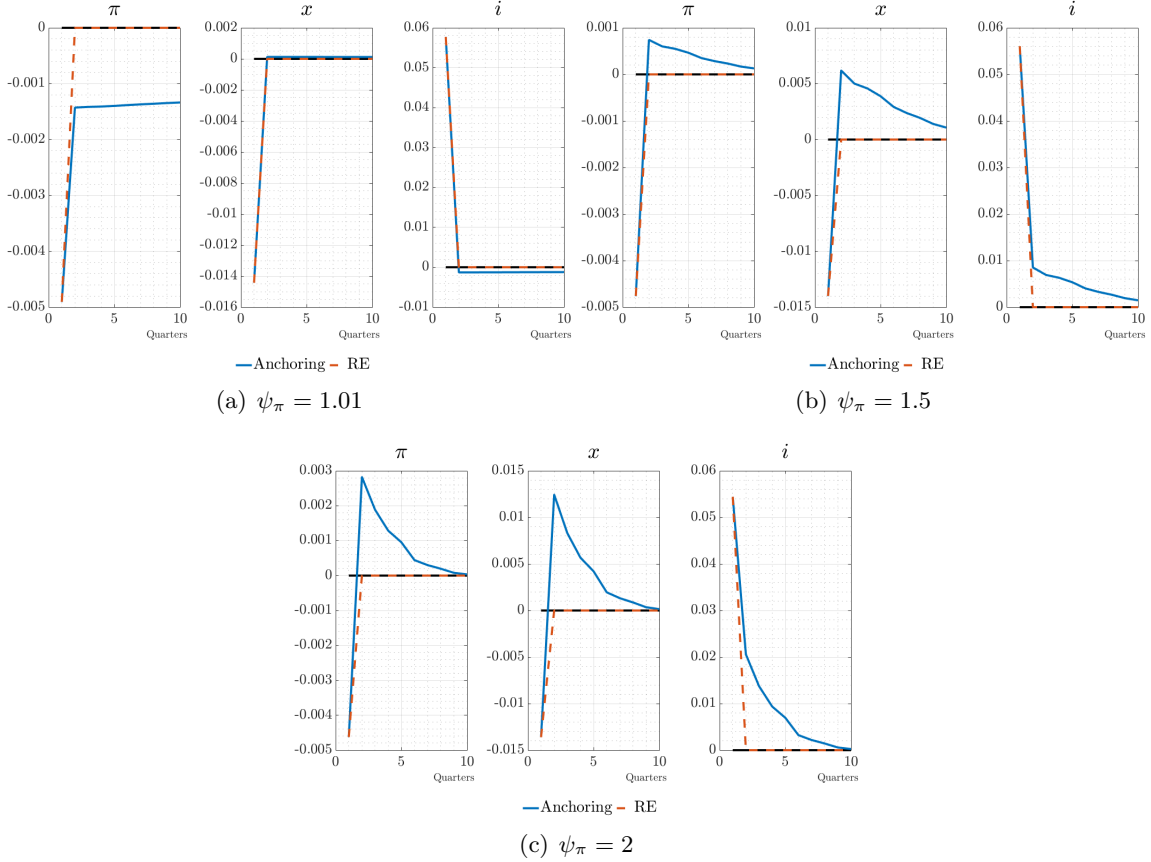 π
0
-0.001
-0.002
-0.003
-0.004
-0.005
0 5 10
Quarters
x
0.002
0
-0.002
-0.004
-0.006
-0.008
-0.01
-0.012
-0.014
-0.016
0 5 10
Quarters
i
0.06
0.05
0.04
0.03
0.02
0.01
0
-0.01
0 5 10
Quarters
Anchoring RE
(a) ψπ = 1.01
π
0.001
0
-0.001
-0.002
-0.003
-0.004
-0.005
0 5 10
Quarters
x
0.01
0.005
0
-0.005
-0.01
-0.015
0 5 10
Quarters
i
0.06
0.05
0.04
0.03
0.02
0.01
0
0 5 10
Quarters
Anchoring RE
(b) ψπ = 1.5
π
0.003
0.002
0.001
0
-0.001
-0.002
-0.003
-0.004
-0.005
0 5 10
Quarters
x
0.015
0.01
0.005
0
-0.005
-0.01
-0.015
0 5 10
Quarters
i
0.06
0.05
0.04
0.03
0.02
0.01
0
0 5 10
Quarters
Anchoring RE
(c) ψπ = 2